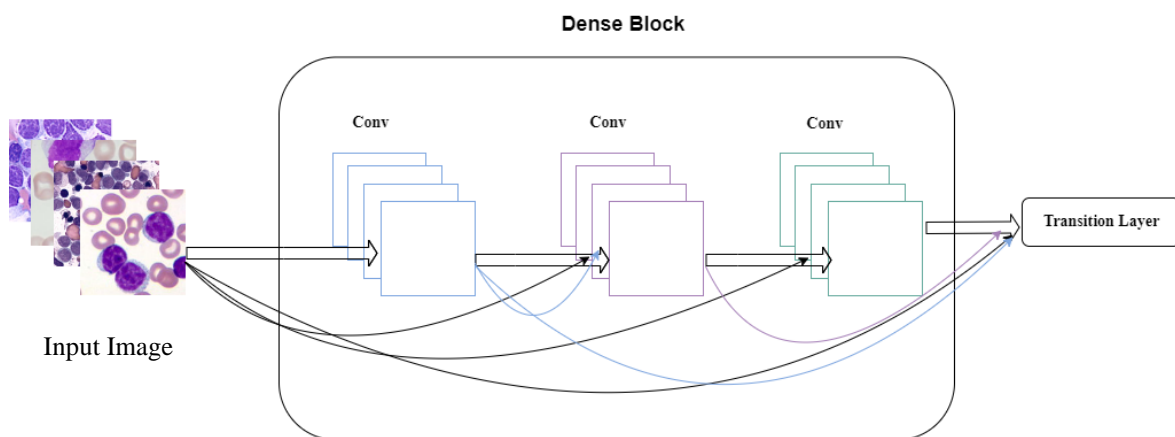 Dense Block
Conv
Conv
Conv
Transition Layer
Input Image